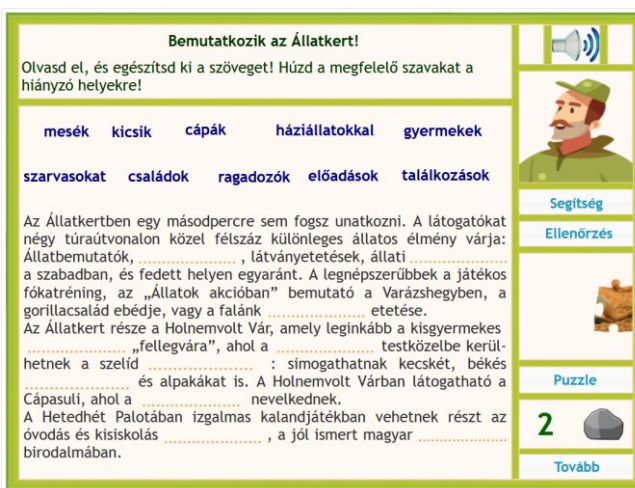 Bemutatkozik az Állatkert!
Olvasd el, és egészítsd ki a szöveget! Húzd a megfelelő szavakat a
hiányzó helyekre!
mesék kicsik cápák háziállatokkal gyermekek
szarvasokat családok ragadozók előadások találkozások
Az Állatkertben egy másodpercre sem fogsz unatkozni. A látogatókat
négy túraútvonalon közel félszáz különleges állatos élmény várja:
Állatbemutatók, .................. , látványetetések, állati ..................
a szabadban, és fedett helyen egyaránt. A legnépszerűbbek a játékos
fókatréning, az „Állatok akcióban” bemutató a Varázshegyben, a
gorillacsalád ebédje, vagy a falánk .................. etetése.
Az Állatkert része a Holnemvolt Vár, amely leginkább a kisgyermekes
.................. „fellegvára”, ahol a .................. testközelbe kerül-
hetnek a szelíd .................. : simogathatnak kecskét, békés
.................. és alpakákat is. A Holnemvolt Várban látogatható a
Cápasuli, ahol a .................. nevelkednek.
A Hetedhét Palotában izgalmas kalandjátékban vehetnek részt az
óvodás és kisiskolás .................. , a jól ismert magyar ..................
birodalmában.
Segítség
Ellenőrzés
Puzzle
2
Tovább